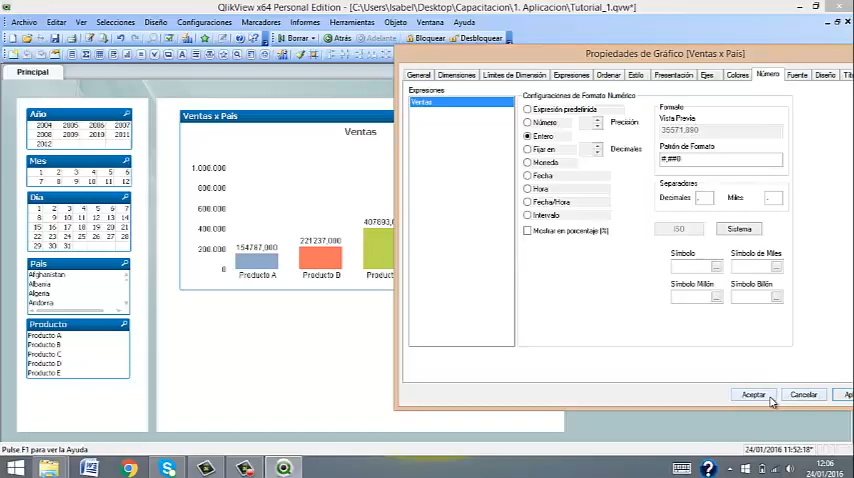 QlikView x64 Personal Edition - [C:\Users\Isabel\Desktop\Capacitacion\1. Aplicacion\Tutorial_1.qvw*]
Archivo Editar Ver Selecciones Diseño Configuraciones Marcadores Informes Herramientas Objeto Ventana Ayuda
Borrar Atrás Adelante Bloquear Desbloquear
Principal
Año
2004 2005 2006 2007
2008 2009 2010 2011
2012
Mes
1 2 3 4 5 6
7 8 9 10 11 12
Día
1 2 3 4 5 6 7
8 9 10 11 12 13 14
15 16 17 18 19 20 21
22 23 24 25 26 27 28
29 30 31
País
Afghanistan
Albania
Algeria
Andorra
Producto
Producto A
Producto B
Producto C
Producto D
Producto E
Ventas x País
Ventas
1.000.000
800.000
600.000
400.000
200.000
0
154787,000
221237,000
407893,
Producto A Producto B Product
Propiedades de Gráfico [Ventas x País]
General Dimensiones Límites de Dimensión Expresiones Ordenar Estilo Presentación Ejes Colores Número Fuente Diseño Títu
Expresiones
Ventas
Configuraciones de Formato Numérico
Expresión predefinida
Número Precisión
Entero
Fijar en Decimales
Moneda
Fecha
Hora
Fecha/Hora
Intervalo
Mostrar en porcentaje (%)
Formato
Vista Previa
35571,890
Patrón de Formato
#,##0
Separadores
Decimales Miles
ISO Sistema
Símbolo Símbolo de Miles
Símbolo Millón Símbolo Billón
Aceptar Cancelar Apl
Pulse F1 para ver la Ayuda
24/01/2016 11:52:18*
12:06
24/01/2016